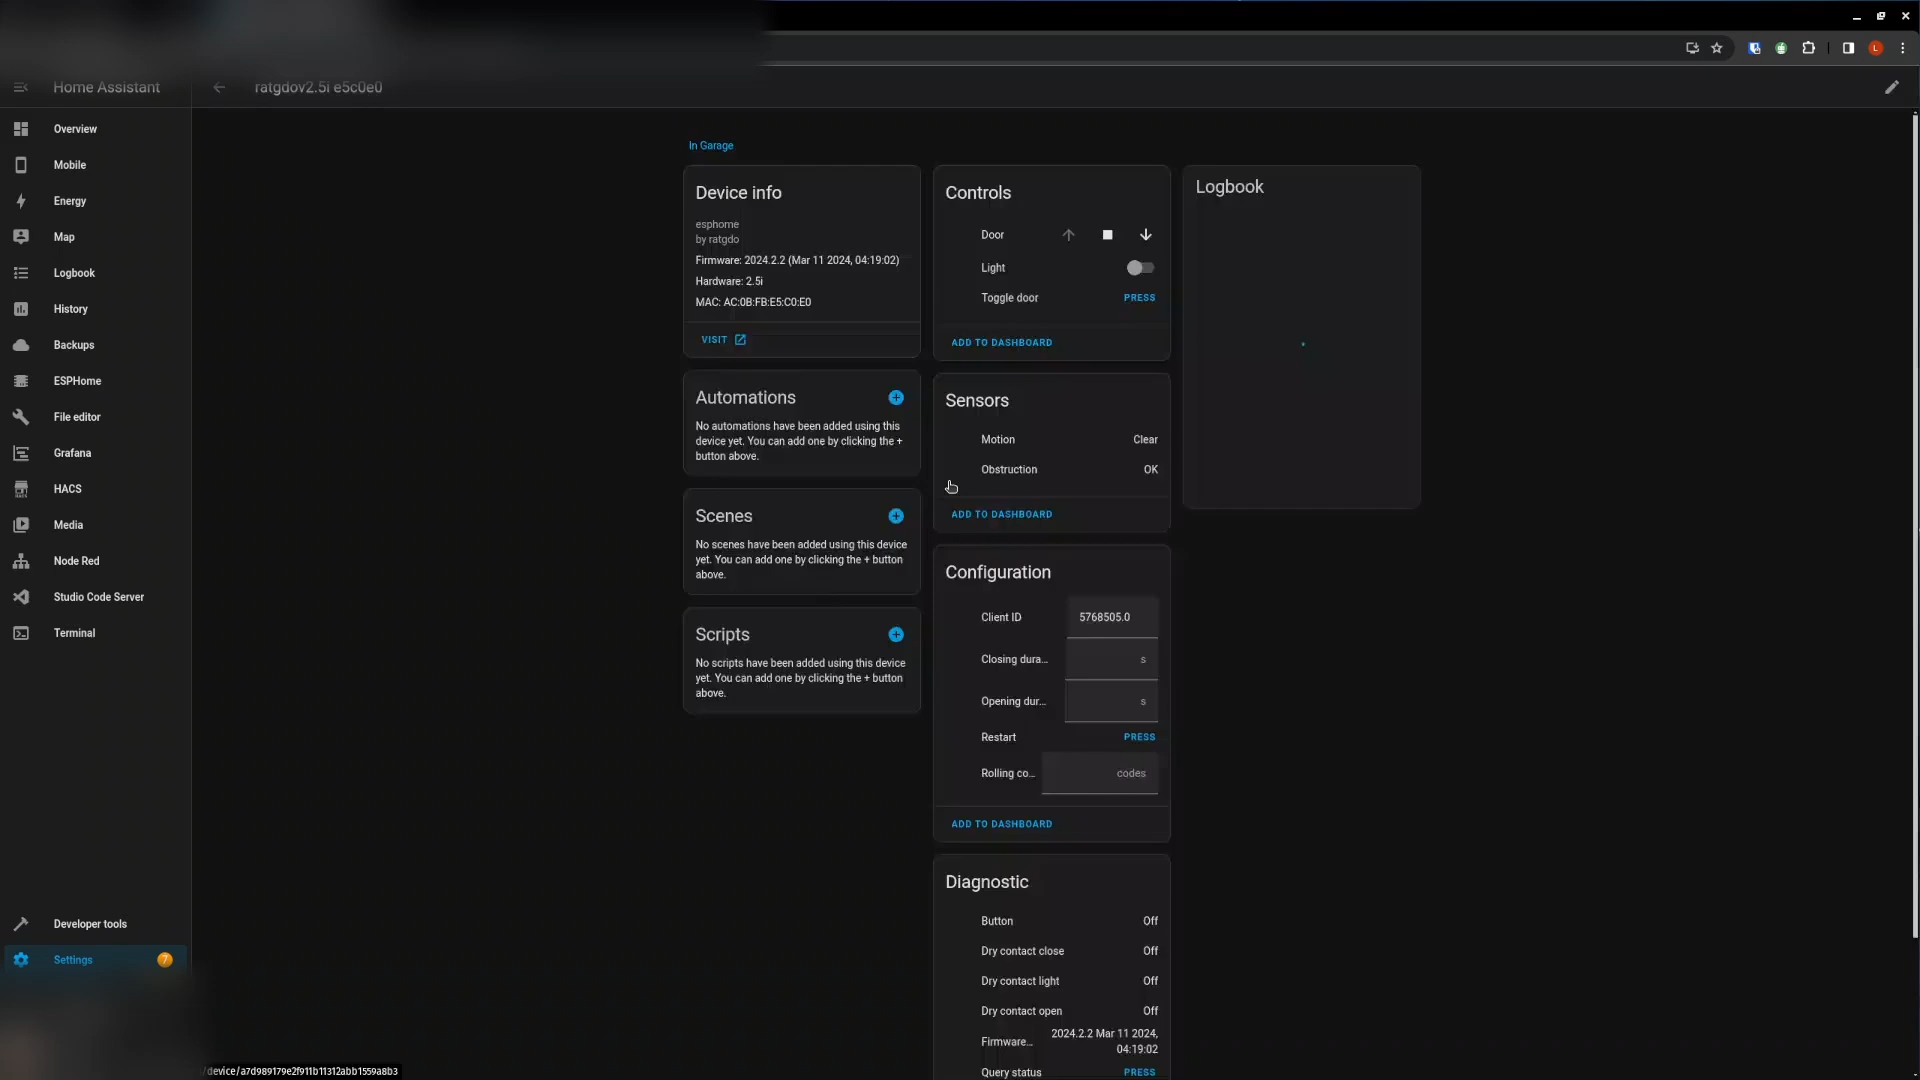 L
Home Assistant
ratgdov2.5i e5c0e0
Overview
Mobile
Energy
Map
Logbook
History
Backups
ESPHome
File editor
Grafana
HACS
Media
Node Red
Studio Code Server
Terminal
Developer tools
Settings
7
In Garage
Device info
esphome
by ratgdo
Firmware: 2024.2.2 (Mar 11 2024, 04:19:02)
Hardware: 2.5i
MAC: AC:0B:FB:E5:C0:E0
VISIT
Automations
No automations have been added using this
device yet. You can add one by clicking the +
button above.
Scenes
No scenes have been added using this device
yet. You can add one by clicking the + button
above.
Scripts
No scripts have been added using this device
yet. You can add one by clicking the + button
above.
Controls
Door
Light
Toggle door PRESS
ADD TO DASHBOARD
Sensors
Motion Clear
Obstruction OK
ADD TO DASHBOARD
Configuration
Client ID 5768505.0
Closing dura... s
Opening dur... s
Restart PRESS
Rolling co... codes
ADD TO DASHBOARD
Diagnostic
Button Off
Dry contact close Off
Dry contact light Off
Dry contact open Off
Firmware... 2024.2.2 Mar 11 2024,
04:19:02
Query status PRESS
Logbook
/device/a7d989179e2f911b11312abb1559a8b3